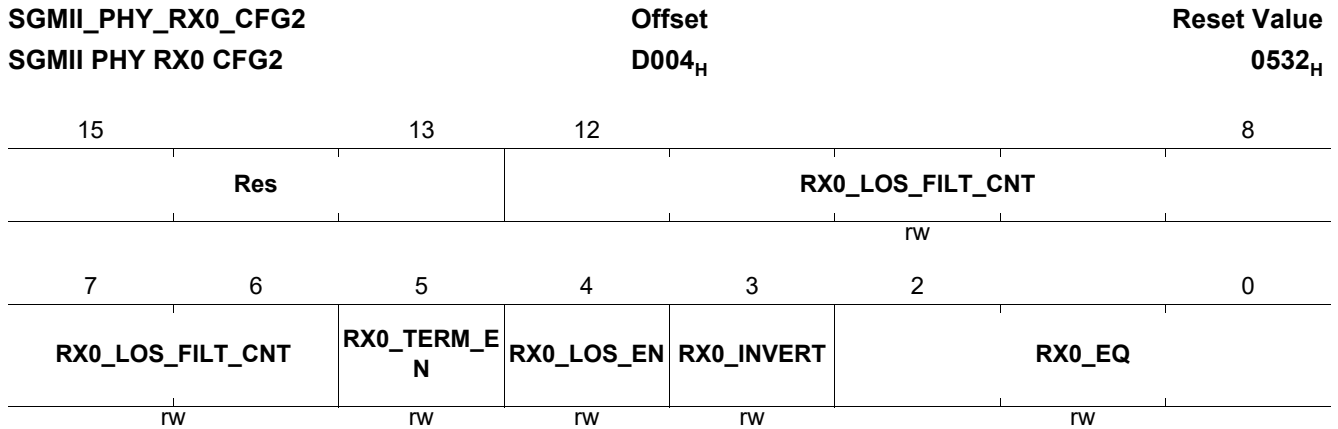 SGMII_PHY_RX0_CFG2 Offset Reset Value
SGMII PHY RX0 CFG2 D004H 0532H
15 13 12 8
Res RX0_LOS_FILT_CNT
rw
7 6 5 4 3 2 0
RX0_LOS_FILT_CNT RX0_TERM_E
N RX0_LOS_EN RX0_INVERT RX0_EQ
rw rw rw rw rw